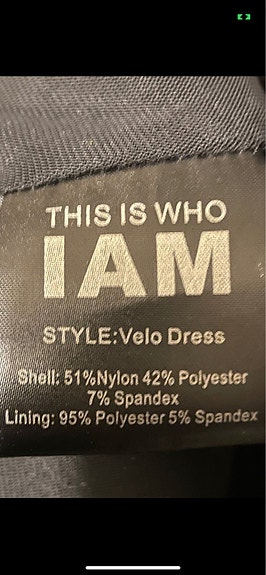 THIS IS WHO
IAM
STYLE:Velo Dress
Shell: 51%Nylon 42% Polyester
7% Spandex
Lining: 95% Polyester 5% Spandex